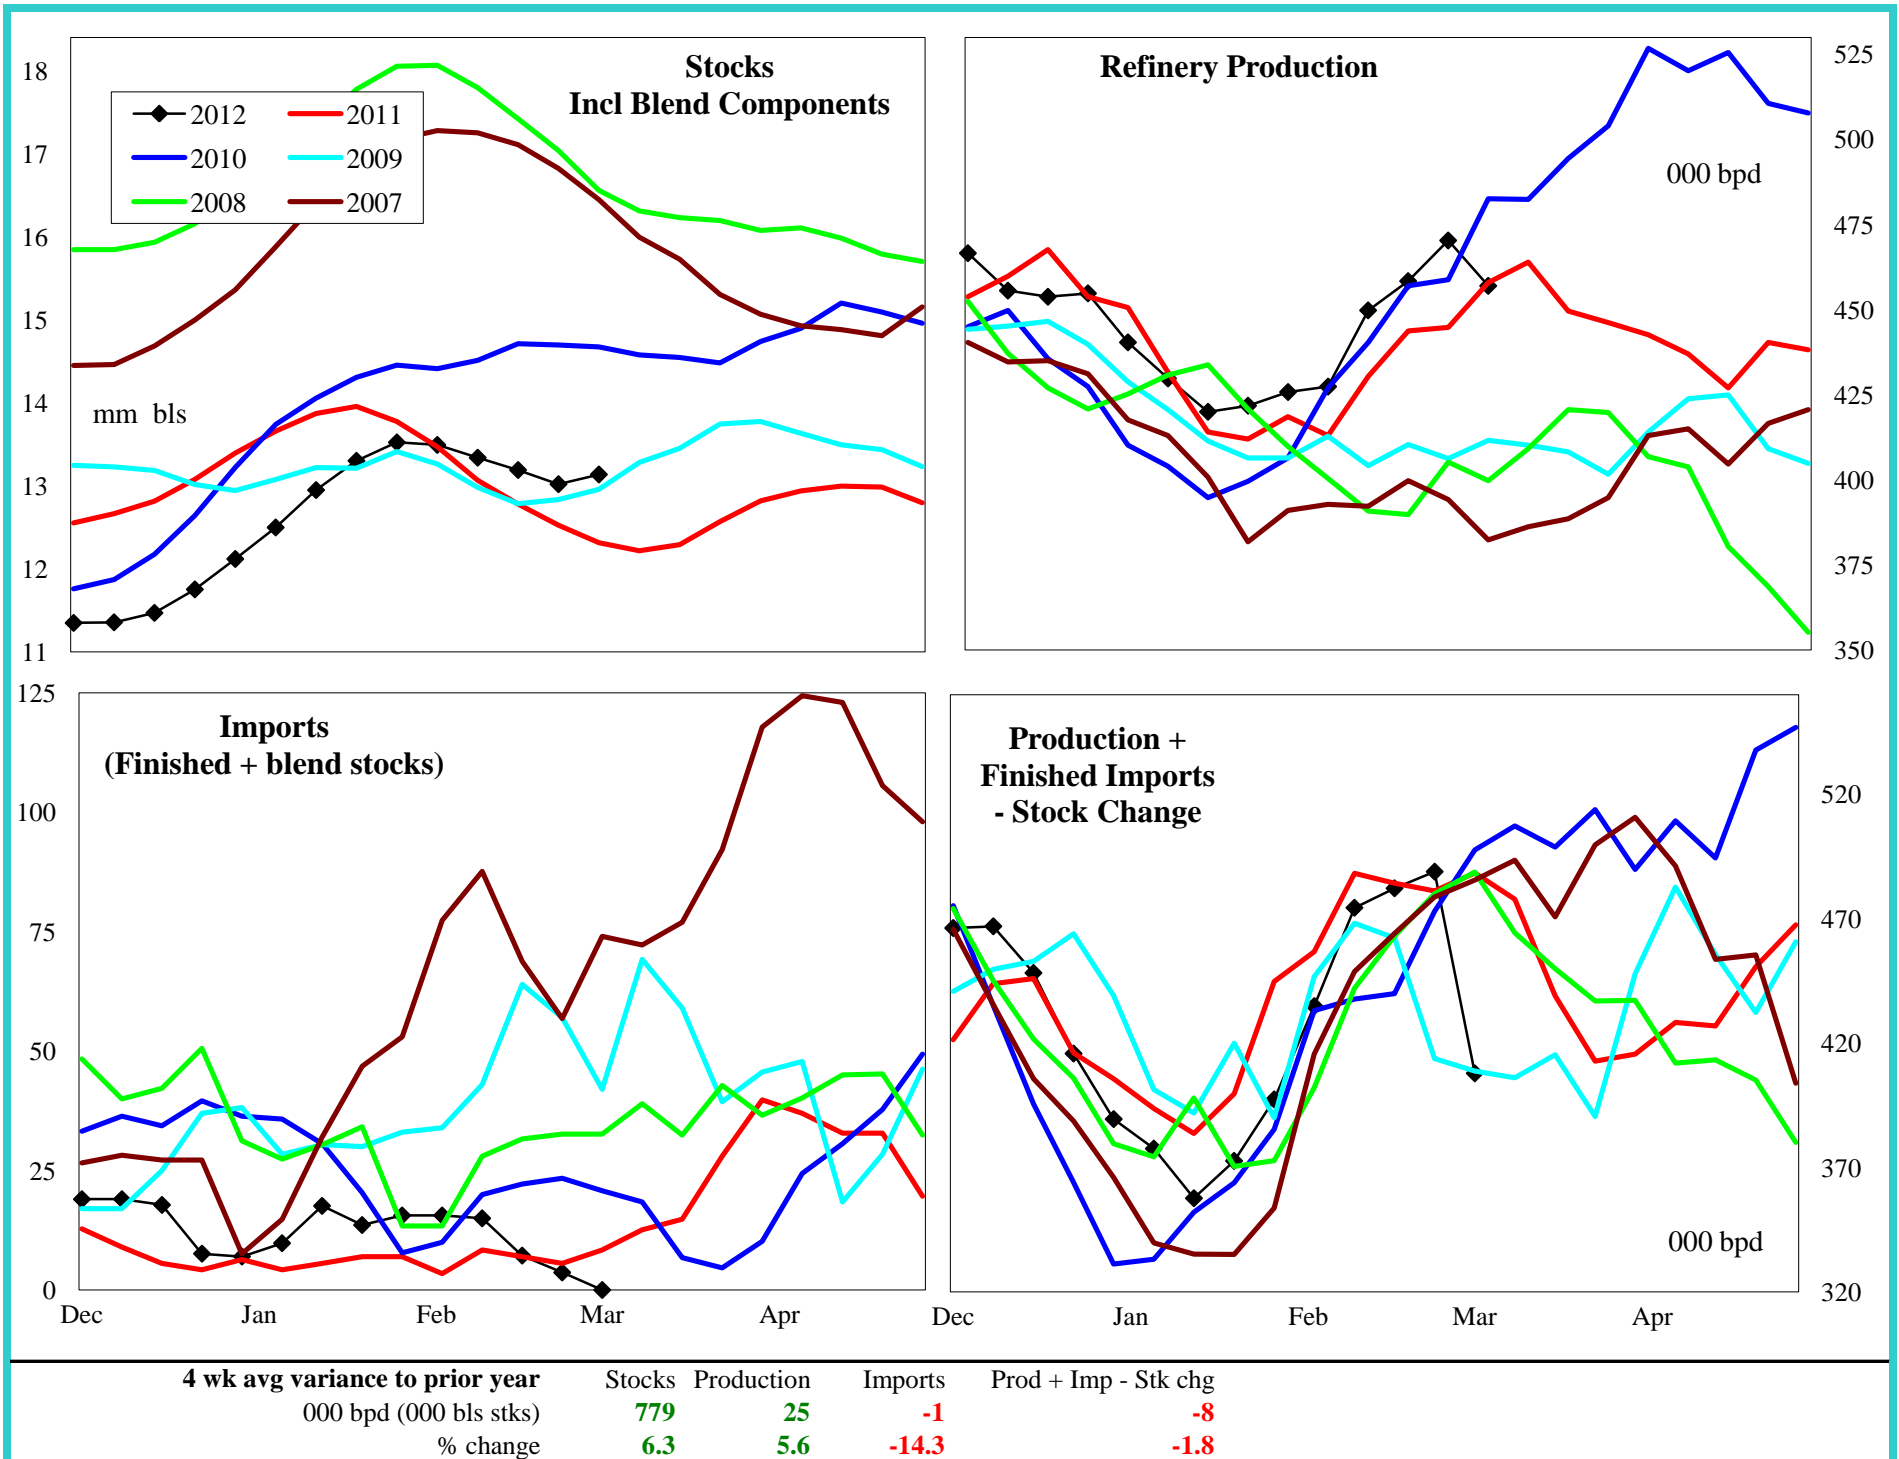 Stocks
Incl Blend Components
18
17
16
15
14
13
12
11
2012
2011
2010
2009
2008
2007
mm bls
Refinery Production
000 bpd
525
500
475
450
425
400
375
350
Imports
(Finished + blend stocks)
125
100
75
50
25
0
Dec Jan Feb Mar Apr
Production +
Finished Imports
- Stock Change
520
470
420
370
320
000 bpd
Dec Jan Feb Mar Apr
4 wk avg variance to prior year Stocks Production Imports Prod + Imp - Stk chg
000 bpd (000 bls stks) 779 25 -1 -8
% change 6.3 5.6 -14.3 -1.8